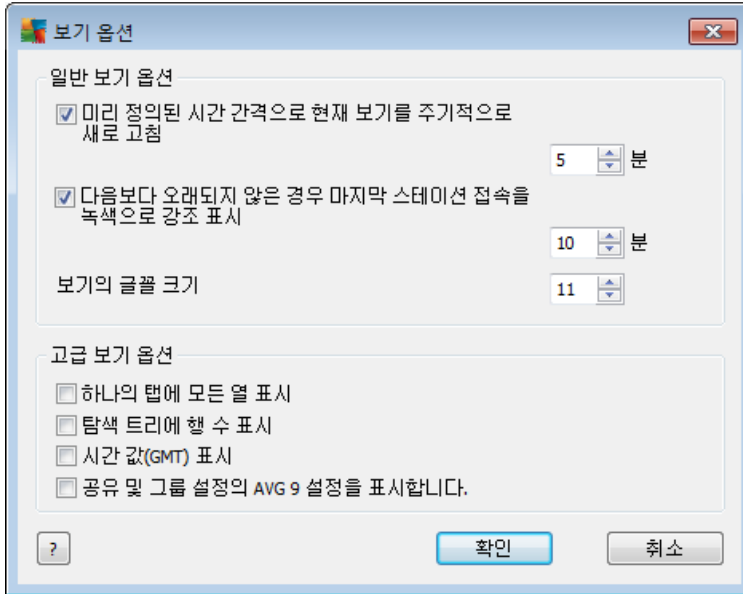 보기 옵션
일반 보기 옵션
미리 정의된 시간 간격으로 현재 보기를 주기적으로
새로 고침
5 분
다음보다 오래되지 않은 경우 마지막 스테이션 접속을
녹색으로 강조 표시
10 분
보기의 글꼴 크기
11
고급 보기 옵션
하나의 탭에 모든 열 표시
탐색 트리에 행 수 표시
시간 값(GMT) 표시
공유 및 그룹 설정의 AVG 9 설정을 표시합니다.
?
확인
취소